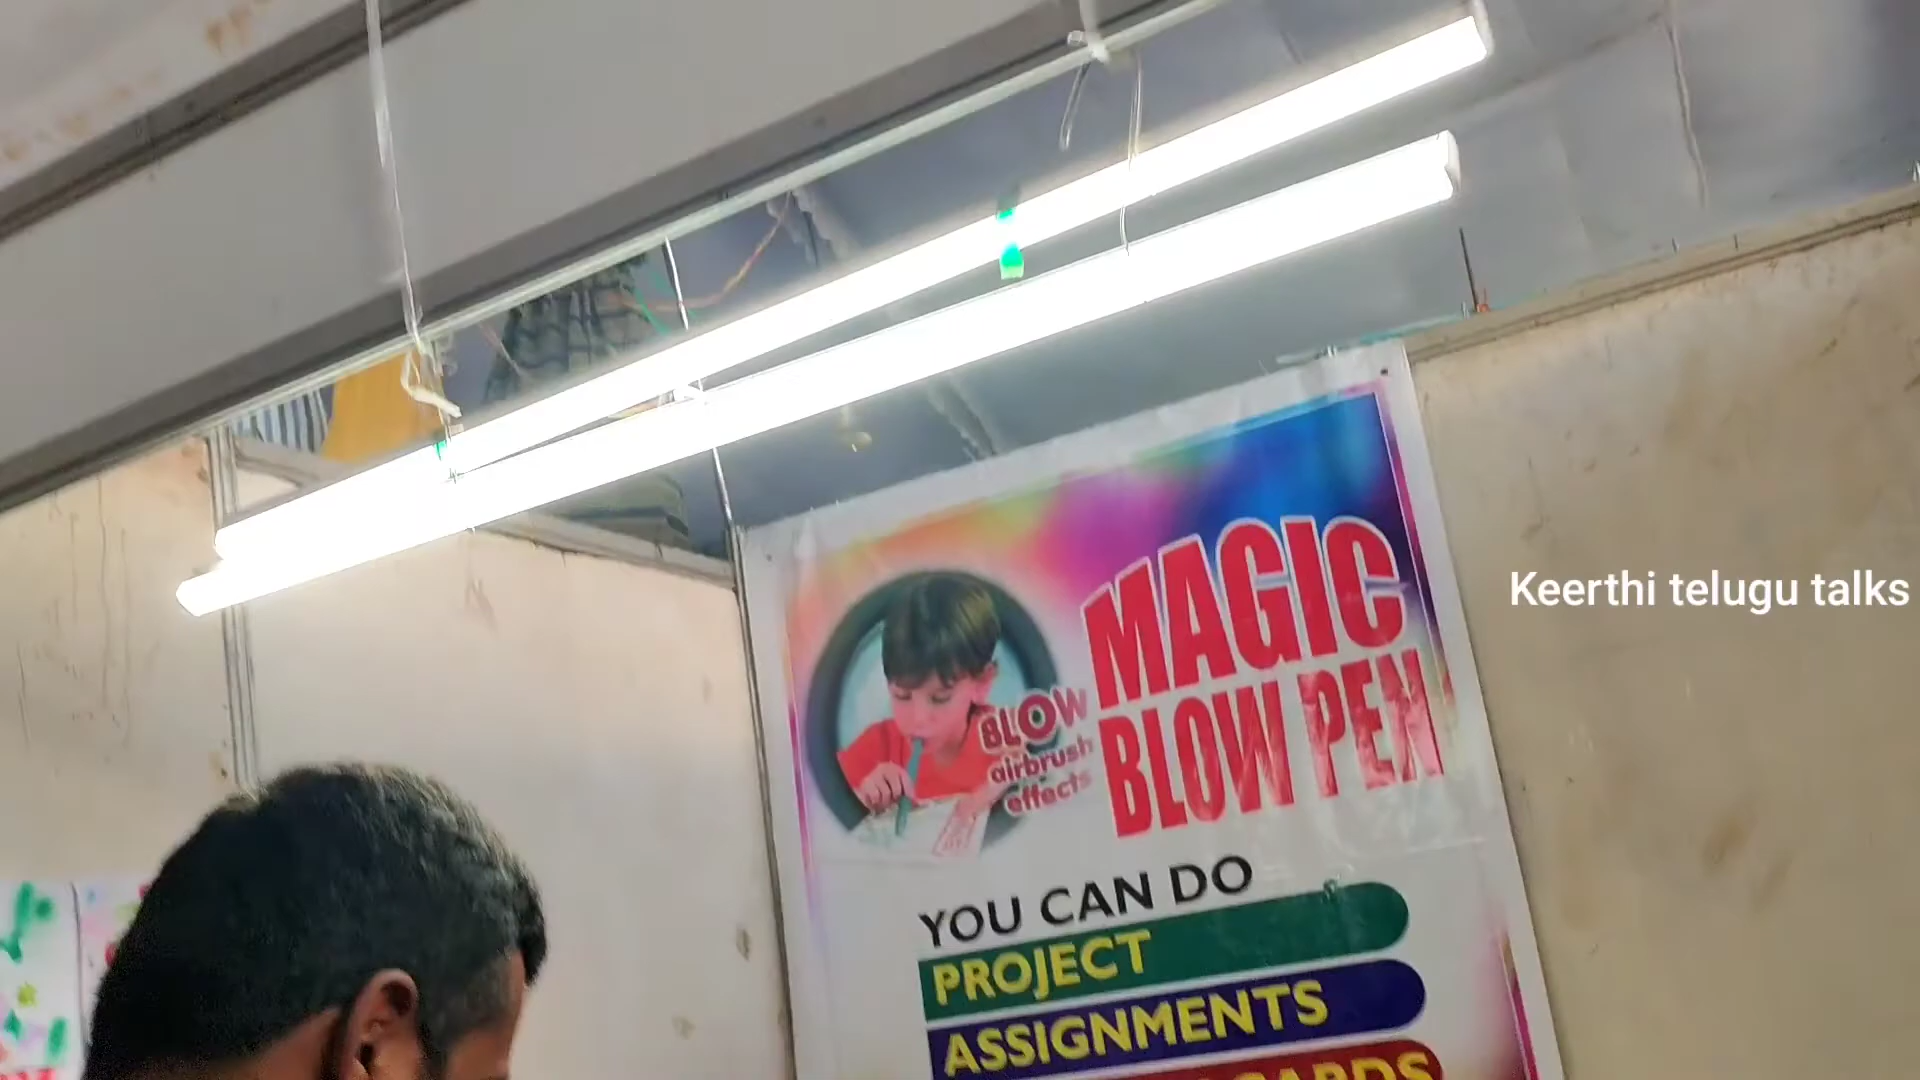 MAGIC
BLOW PEN
BLOW
airbrush
effects
YOU CAN DO
PROJECT
ASSIGNMENTS
Keerthi telugu talks